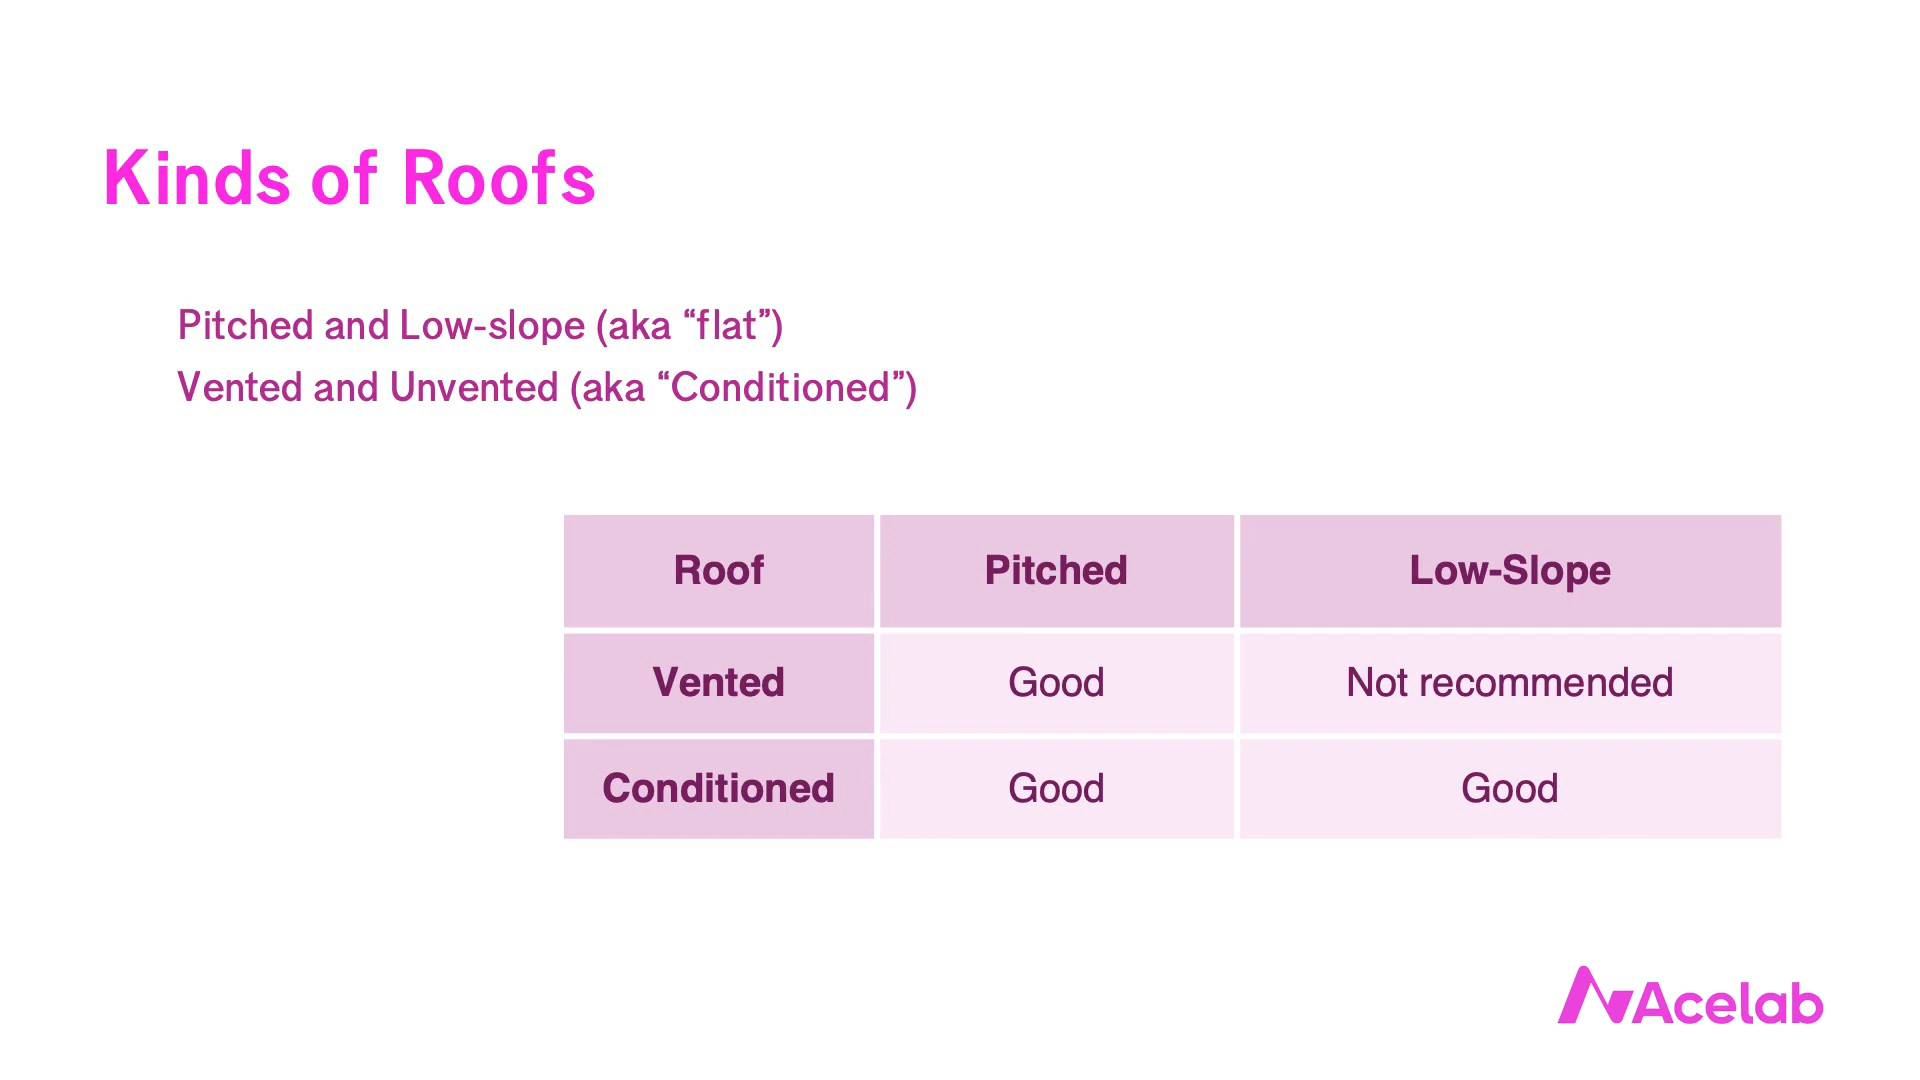 Kinds of Roofs
Pitched and Low-slope (aka “flat”)
Vented and Unvented (aka “Conditioned”)
Roof Pitched Low-Slope
Vented Good Not recommended
Conditioned Good Good
Acelab